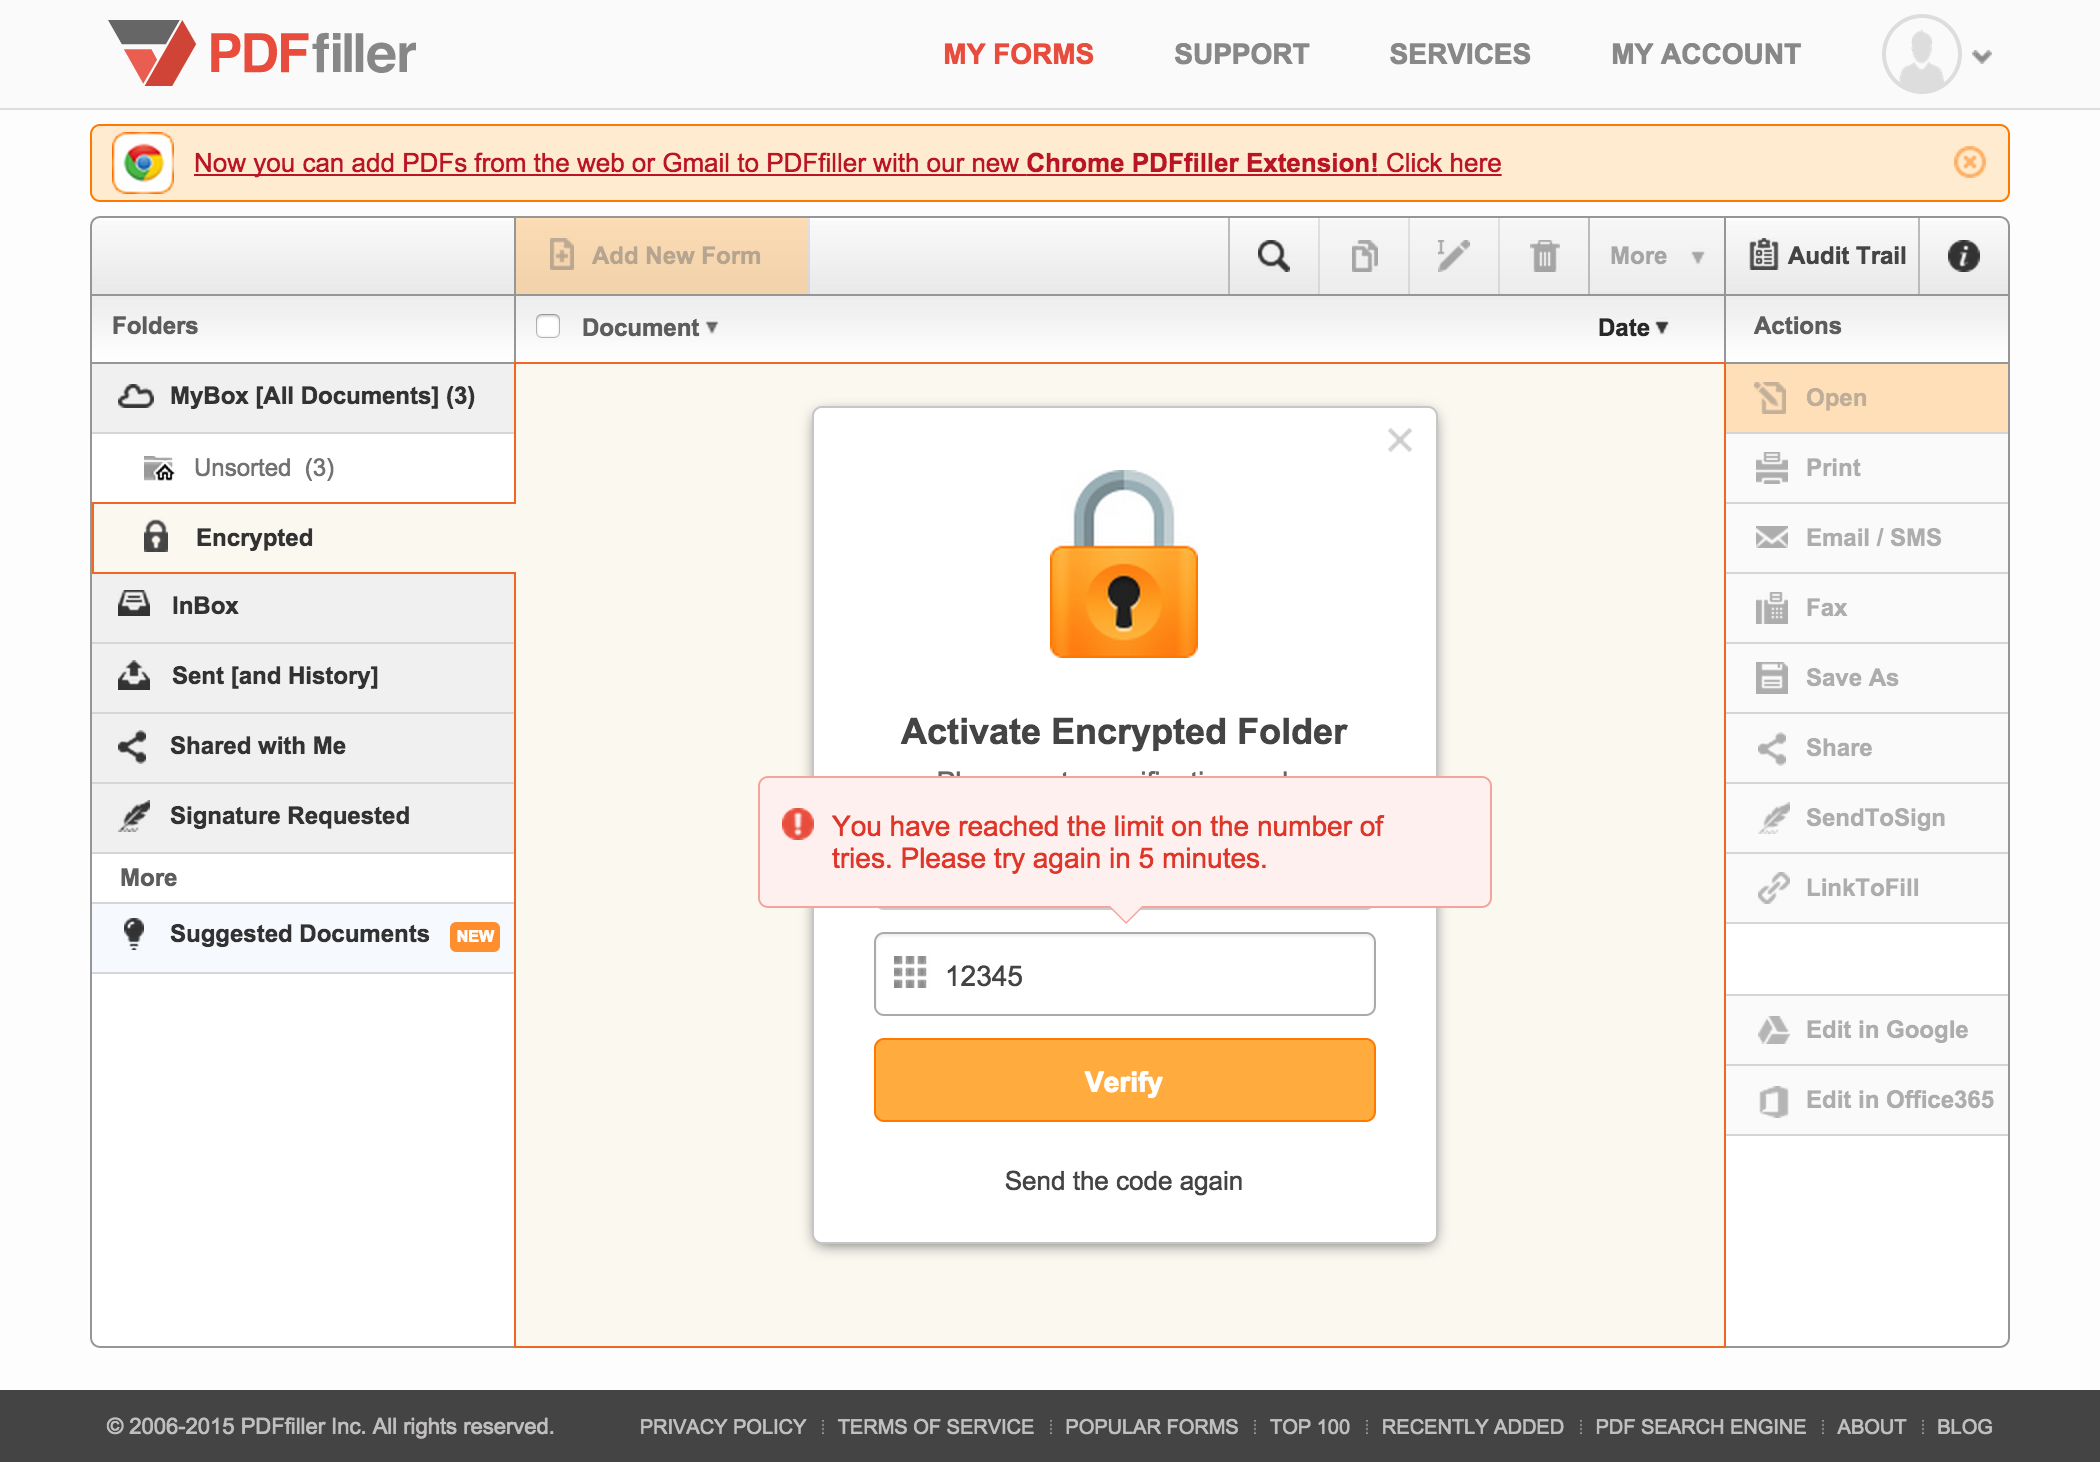 PDFfiller
MY FORMS
SUPPORT
SERVICES
MY ACCOUNT
Now you can add PDFs from the web or Gmail to PDFfiller with our new Chrome PDFfiller Extension! Click here
Add New Form
More
Audit Trail
Folders
Document
Date
Actions
MyBox [All Documents] (3)
Unsorted (3)
Encrypted
InBox
Sent [and History]
Shared with Me
Signature Requested
More
Suggested Documents NEW
Activate Encrypted Folder
You have reached the limit on the number of
tries. Please try again in 5 minutes.
12345
Verify
Send the code again
Open
Print
Email / SMS
Fax
Save As
Share
SendToSign
LinkToFill
Edit in Google
Edit in Office365
© 2006-2015 PDFfiller Inc. All rights reserved.
PRIVACY POLICY
TERMS OF SERVICE
POPULAR FORMS
TOP 100
RECENTLY ADDED
PDF SEARCH ENGINE
ABOUT
BLOG